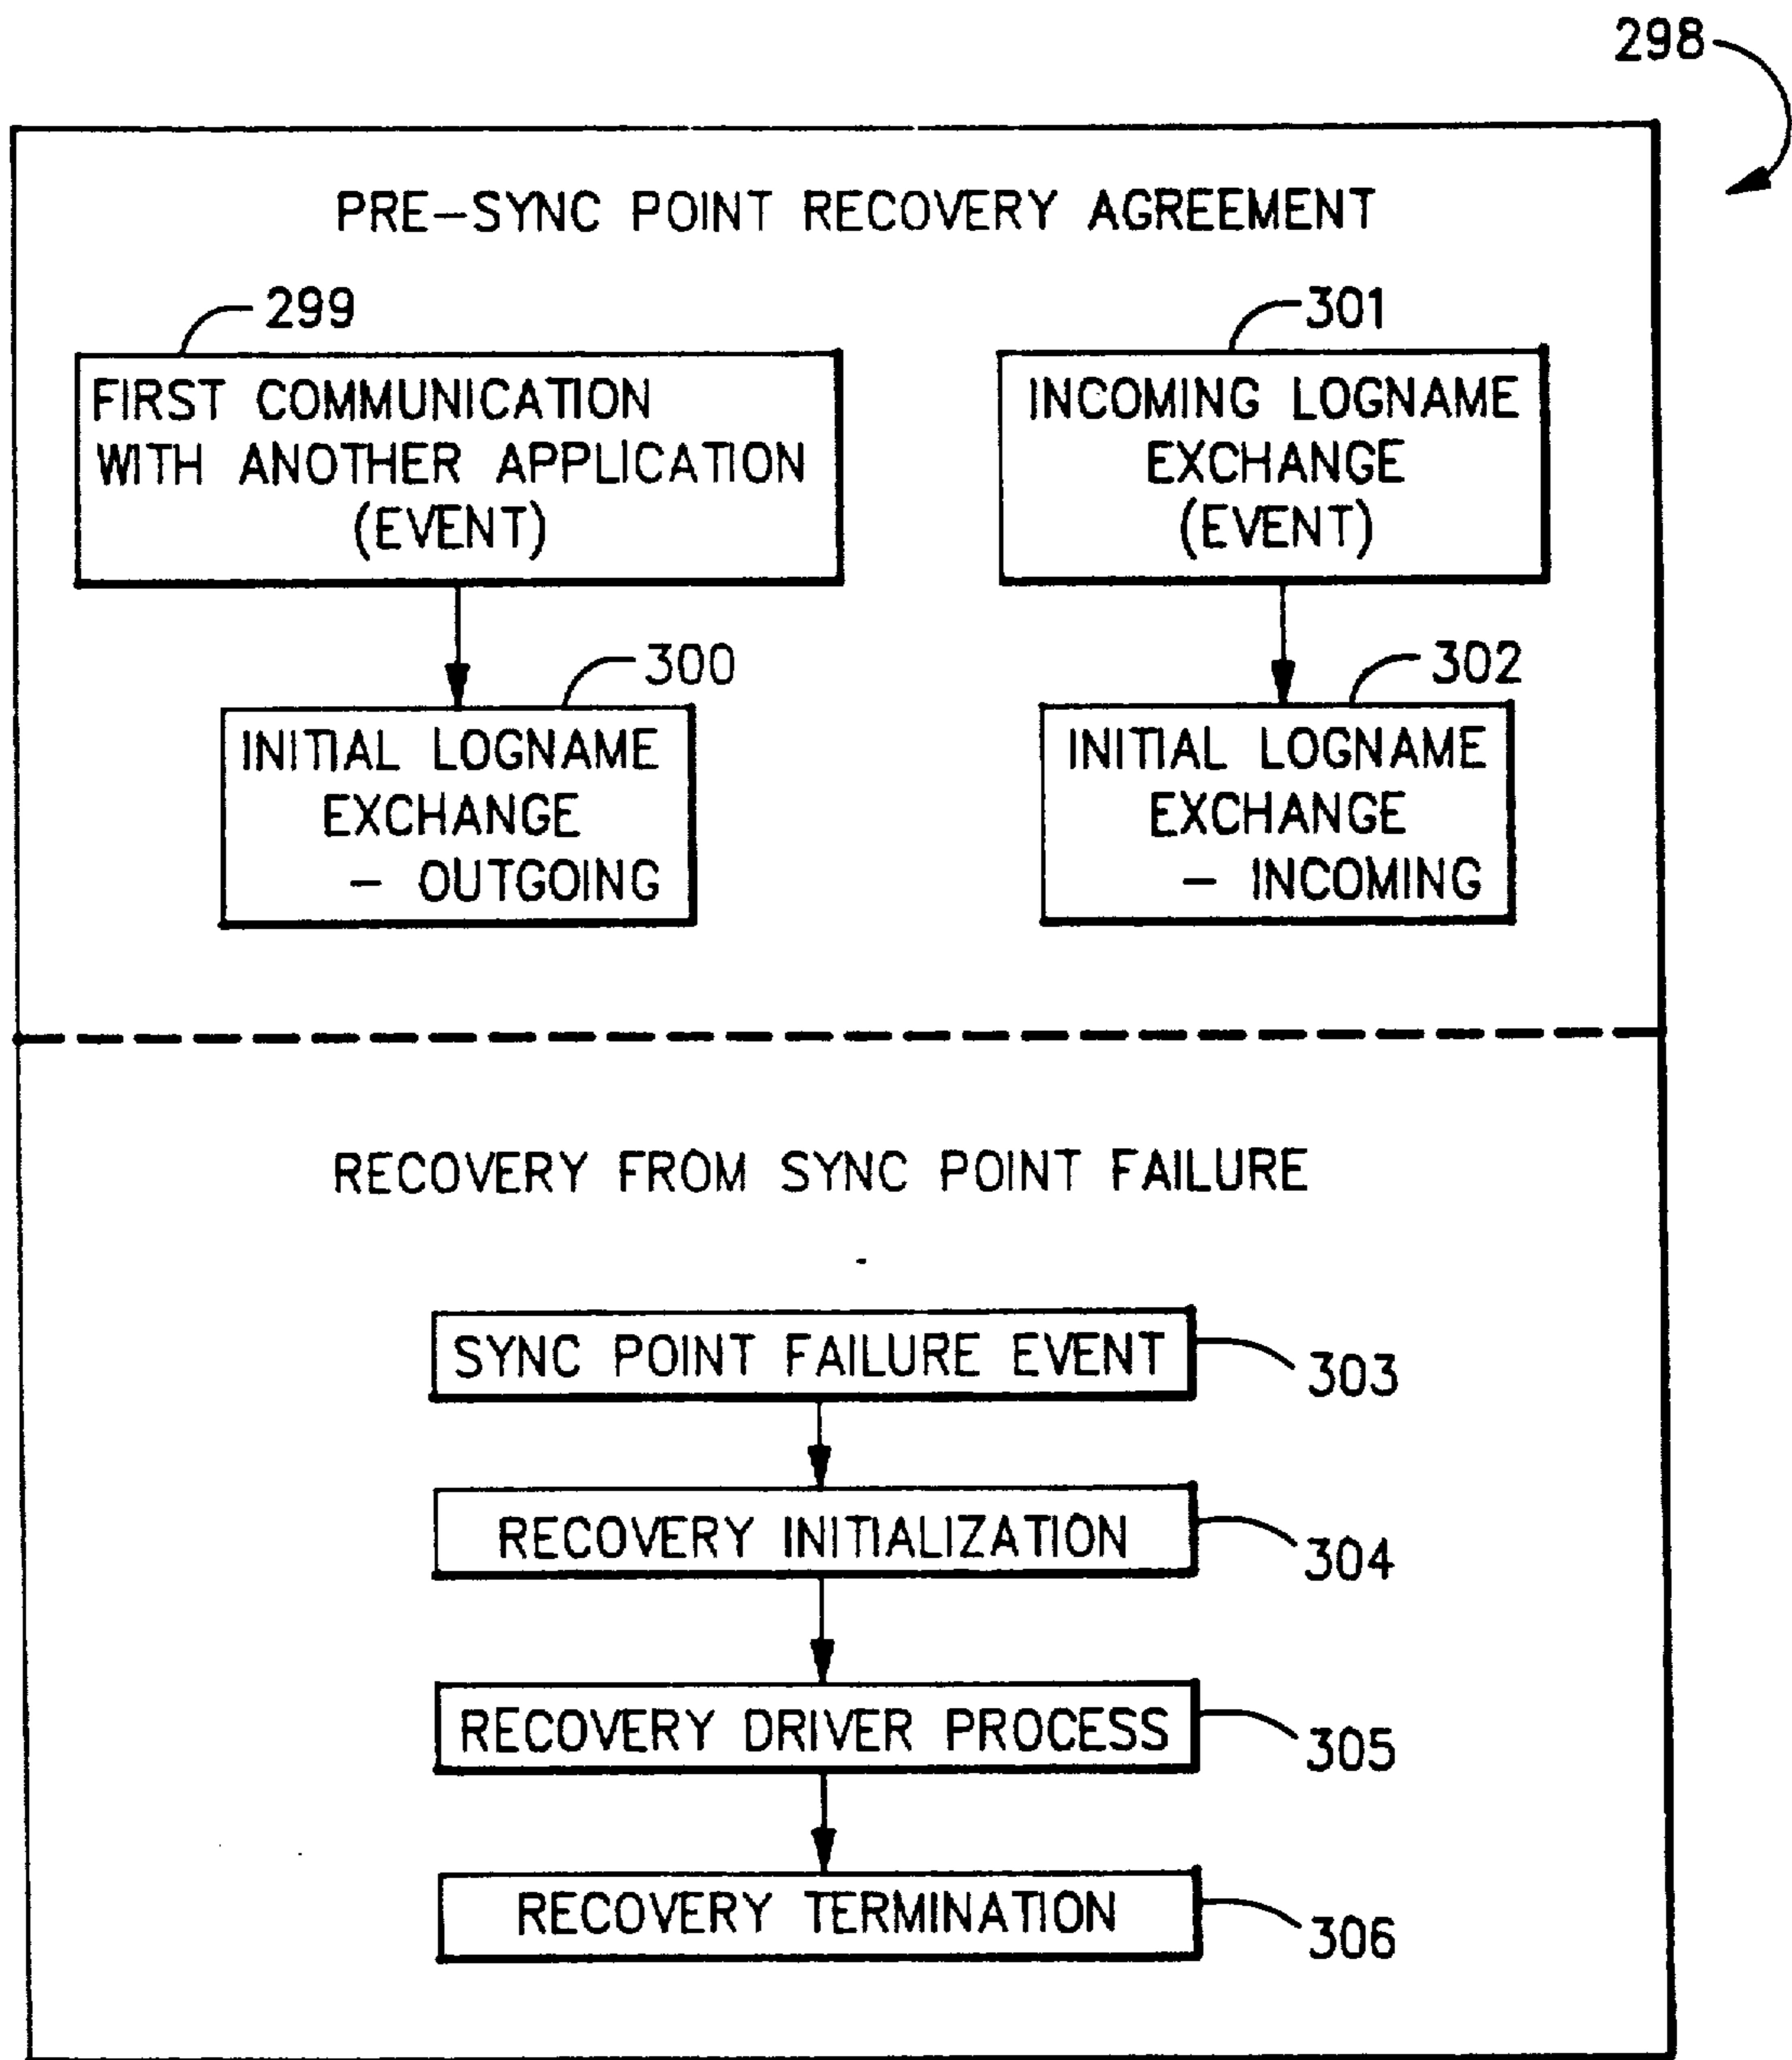 298
PRE-SYNC POINT RECOVERY AGREEMENT
299
FIRST COMMUNICATION
WITH ANOTHER APPLICATION
(EVENT)
301
INCOMING LOGNAME
EXCHANGE
(EVENT)
300
INITIAL LOGNAME
EXCHANGE
- OUTGOING
302
INITIAL LOGNAME
EXCHANGE
- INCOMING
RECOVERY FROM SYNC POINT FAILURE
SYNC POINT FAILURE EVENT
303
RECOVERY INITIALIZATION
304
RECOVERY DRIVER PROCESS
305
RECOVERY TERMINATION
306